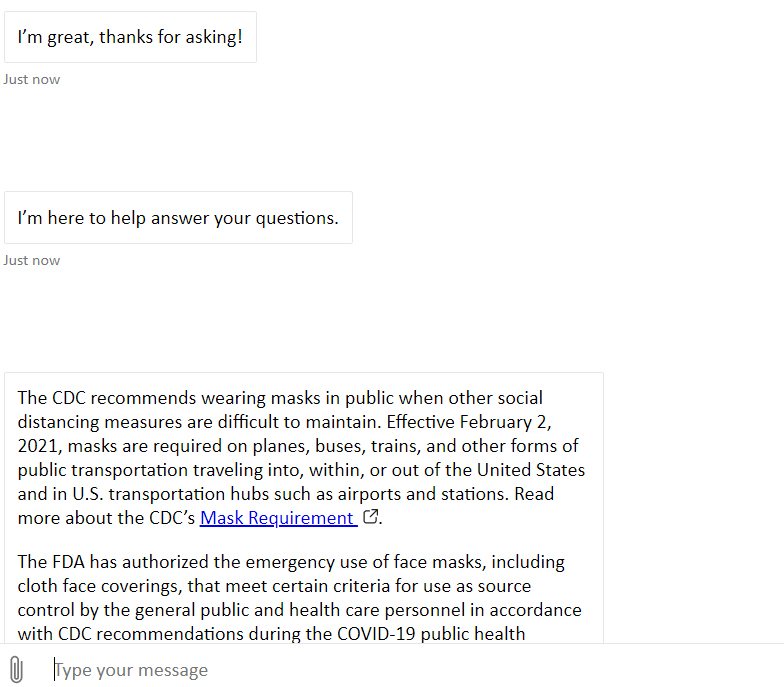 I’m great, thanks for asking!
Just now
I’m here to help answer your questions.
Just now
The CDC recommends wearing masks in public when other social
distancing measures are difficult to maintain. Effective February 2,
2021, masks are required on planes, buses, trains, and other forms of
public transportation traveling into, within, or out of the United States
and in U.S. transportation hubs such as airports and stations. Read
more about the CDC’s Mask Requirement.
The FDA has authorized the emergency use of face masks, including
cloth face coverings, that meet certain criteria for use as source
control by the general public and health care personnel in accordance
with CDC recommendations during the COVID-19 public health
Type your message